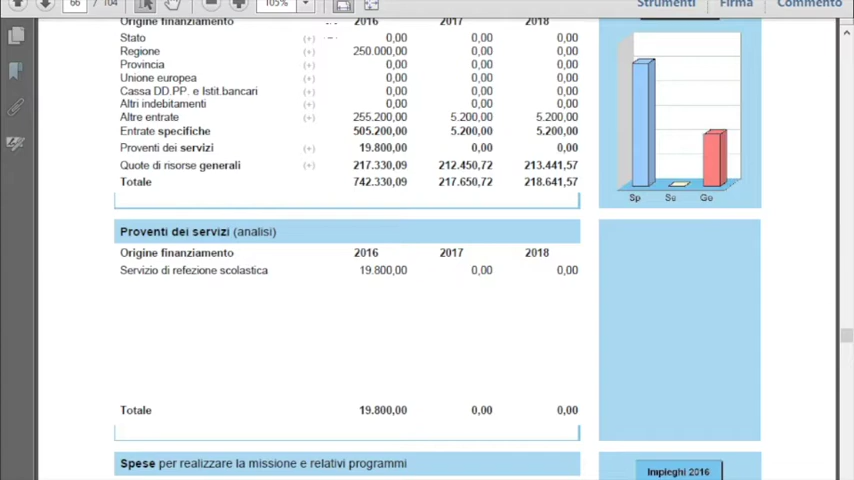 66 / 104 105% Strumenti Firma Commento
Origine finanziamento 2016 2017 2018
Stato (+) 0,00 0,00 0,00
Regione (+) 250.000,00 0,00 0,00
Provincia (+) 0,00 0,00 0,00
Unione europea (+) 0,00 0,00 0,00
Cassa DD.PP. e Istit.bancari (+) 0,00 0,00 0,00
Altri indebitamenti (+) 0,00 0,00 0,00
Altre entrate (+) 255.200,00 5.200,00 5.200,00
Entrate specifiche 505.200,00 5.200,00 5.200,00
Proventi dei servizi (+) 19.800,00 0,00 0,00
Quote di risorse generali (+) 217.330,09 212.450,72 213.441,57
Totale 742.330,09 217.650,72 218.641,57
Sp Se Ge
Proventi dei servizi (analisi)
Origine finanziamento 2016 2017 2018
Servizio di refezione scolastica 19.800,00 0,00 0,00
Totale 19.800,00 0,00 0,00
Spese per realizzare la missione e relativi programmi
Impieghi 2016